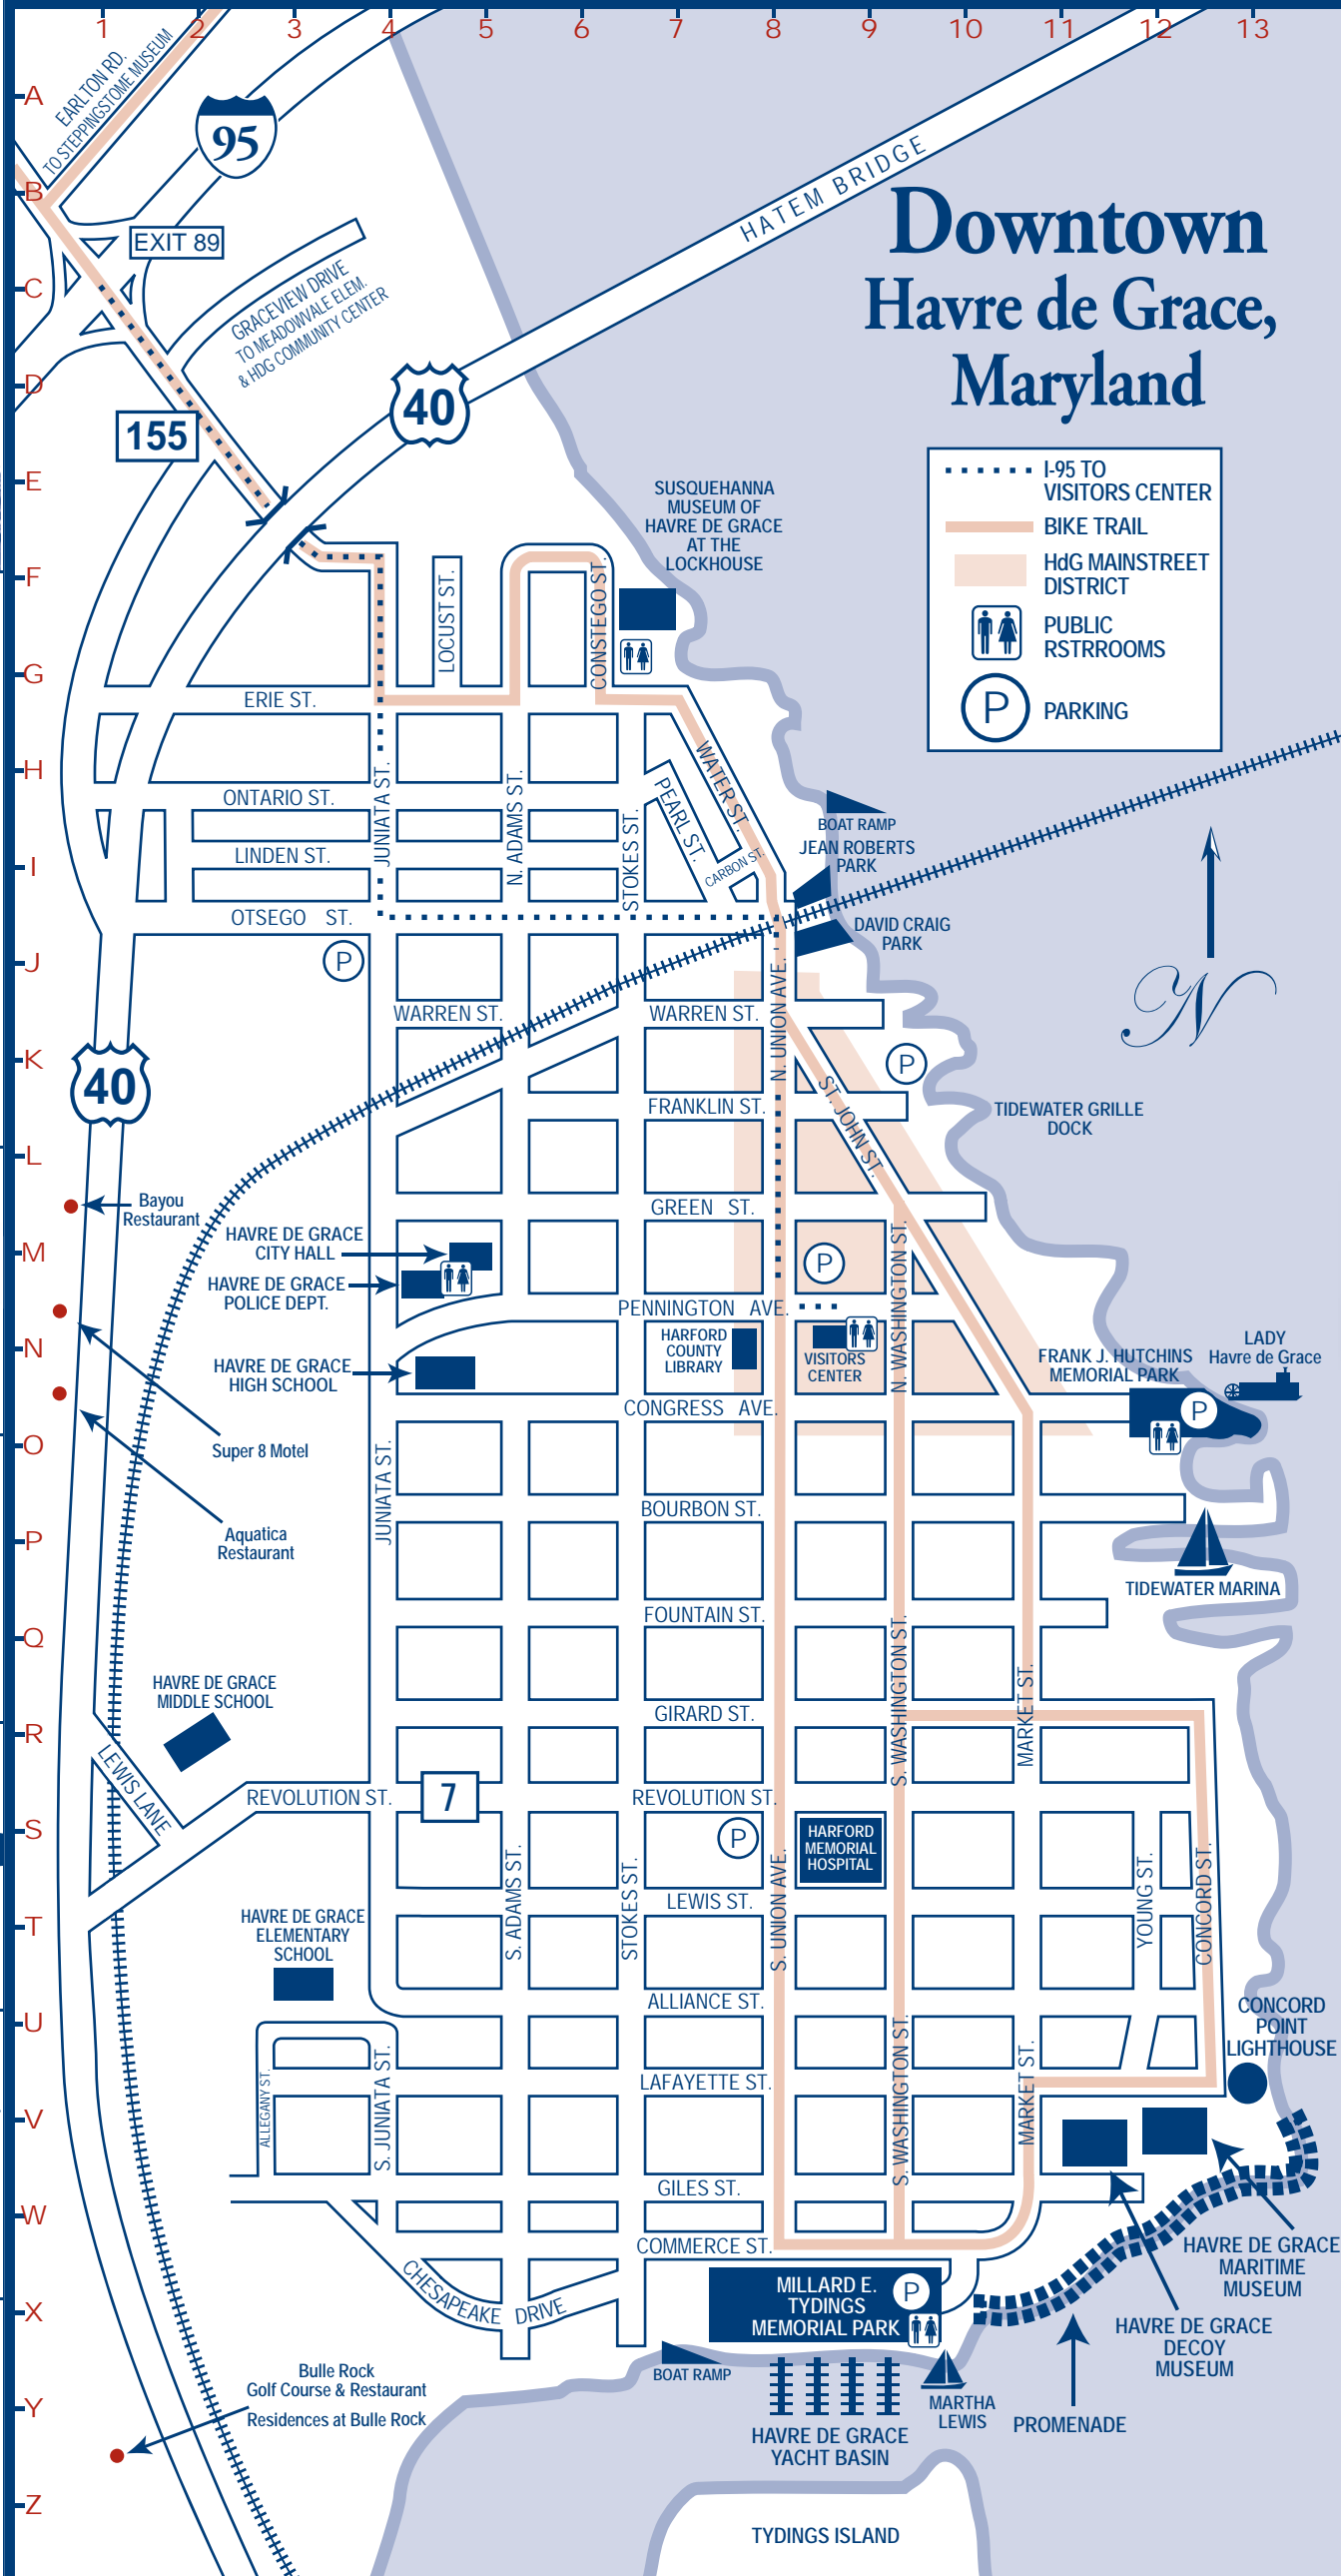 1 2 3 4 5 6 7 8 9 10 11 12 13
A
B
C
D
E
F
G
H
I
J
K
L
M
N
O
P
Q
R
S
T
U
V
W
X
Y
Z
EARLTON RD.
TO STEPPINGSTOME MUSEUM
95
EXIT 89
GRACEVIEW DRIVE
TO MEADOWVALE ELEM.
& HDG COMMUNITY CENTER
HATEM BRIDGE
Downtown
Havre de Grace,
Maryland
40
155
I-95 TO
VISITORS CENTER
BIKE TRAIL
HdG MAINSTREET
DISTRICT
PUBLIC
RSTRROOMS
P
PARKING
SUSQUEHANNA
MUSEUM OF
HAVRE DE GRACE
AT THE
LOCKHOUSE
LOCUST ST.
CONSTEGO ST.
ERIE ST.
WATER ST.
PEARL ST.
ONTARIO ST.
JUNIATA ST.
N. ADAMS ST.
STOKES ST.
BOAT RAMP
JEAN ROBERTS
PARK
LINDEN ST.
CARBON ST.
OTSEGO ST.
DAVID CRAIG
PARK
P
N
WARREN ST.
WARREN ST.
N. UNION AVE.
40
P
ST. JOHN ST.
FRANKLIN ST.
TIDEWATER GRILLE
DOCK
Bayou
Restaurant
GREEN ST.
HAVRE DE GRACE
CITY HALL
HAVRE DE GRACE
POLICE DEPT.
P
N. WASHINGTON ST.
PENNINGTON AVE.
HARFORD
COUNTY
LIBRARY
VISITORS
CENTER
HAVRE DE GRACE
HIGH SCHOOL
FRANK J. HUTCHINS
MEMORIAL PARK
LADY
Havre de Grace
P
CONGRESS AVE.
Super 8 Motel
JUNIATA ST.
BOURBON ST.
Aquatica
Restaurant
TIDEWATER MARINA
FOUNTAIN ST.
S. WASHINGTON ST.
MARKET ST.
HAVRE DE GRACE
MIDDLE SCHOOL
GIRARD ST.
LEWIS LANE
REVOLUTION ST.
7
REVOLUTION ST.
P
HARFORD
MEMORIAL
HOSPITAL
S. ADAMS ST.
STOKES ST.
S. UNION AVE.
YOUNG ST.
CONCORD ST.
LEWIS ST.
HAVRE DE GRACE
ELEMENTARY
SCHOOL
ALLIANCE ST.
CONCORD
POINT
LIGHTHOUSE
ALLEGANY ST.
S. JUNIATA ST.
LAFAYETTE ST.
S. WASHINGTON ST.
MARKET ST.
GILES ST.
COMMERCE ST.
HAVRE DE GRACE
MARITIME
MUSEUM
CHESAPEAKE DRIVE
MILLARD E.
TYDINGS
MEMORIAL PARK
P
HAVRE DE GRACE
DECOY
MUSEUM
BOAT RAMP
Bulle Rock
Golf Course & Restaurant
Residences at Bulle Rock
MARTHA
LEWIS
PROMENADE
HAVRE DE GRACE
YACHT BASIN
TYDINGS ISLAND